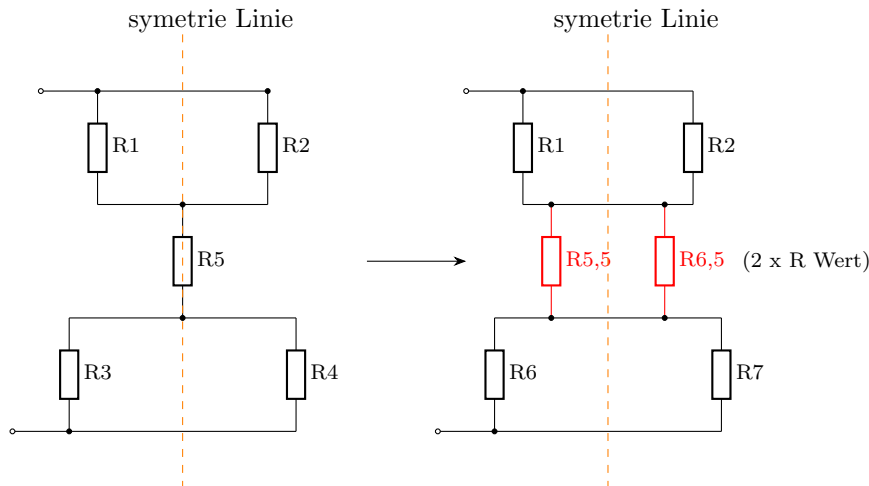 symetrie Linie
symetrie Linie
R1
R2
R1
R2
R5
R5,5
R6,5
(2 x R Wert)
R3
R4
R6
R7